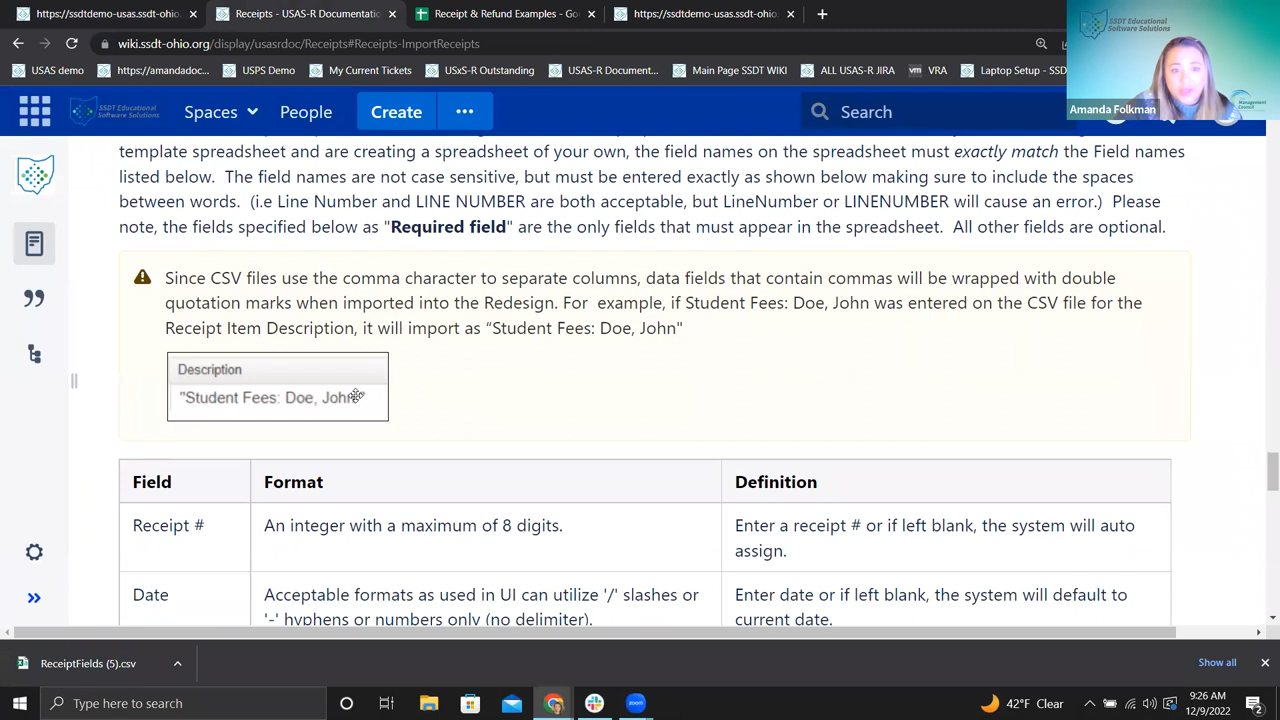 https://ssdtdemo-usas-ssdt-ohio. × Receipts - USAS-R Documentati × Receipt & Refund Examples - Go × https://ssdtdemo-usas-ssdt-ohio. × +
wiki.ssdt-ohio.org/display/usasrdoc/Receipts#Receipts-ImportReceipts
USAS demo https://amandadoc... USPS Demo My Current Tickets USxS-R Outstanding USAS-R Document... Main Page SSDT WIKI ALL USAS-R JIRA VRA Laptop Setup - SSD
SSDT Educational Software Solutions
Amanda Folkman
Management Council
SSDT Educational Software Solutions Spaces People Create ... Search
template spreadsheet and are creating a spreadsheet of your own, the field names on the spreadsheet must exactly match the Field names
listed below. The field names are not case sensitive, but must be entered exactly as shown below making sure to include the spaces
between words. (i.e Line Number and LINE NUMBER are both acceptable, but LineNumber or LINENUMBER will cause an error.) Please
note, the fields specified below as "Required field" are the only fields that must appear in the spreadsheet. All other fields are optional.
Since CSV files use the comma character to separate columns, data fields that contain commas will be wrapped with double
quotation marks when imported into the Redesign. For example, if Student Fees: Doe, John was entered on the CSV file for the
Receipt Item Description, it will import as “Student Fees: Doe, John"
Description
"Student Fees: Doe, John"
Field Format Definition
Receipt # An integer with a maximum of 8 digits. Enter a receipt # or if left blank, the system will auto
assign.
Date Acceptable formats as used in UI can utilize '/' slashes or Enter date or if left blank, the system will default to
'-' hyphens or numbers only (no delimiter). current date.
ReceiptFields (5).csv Show all
Type here to search 42°F Clear 9:26 AM
12/9/2022 2